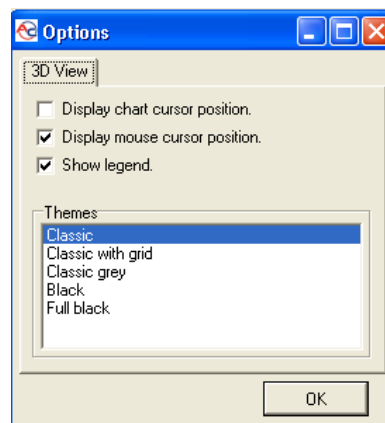 Options
3D View
Display chart cursor position.
Display mouse cursor position.
Show legend.
Themes
Classic
Classic with grid
Classic grey
Black
Full black
OK